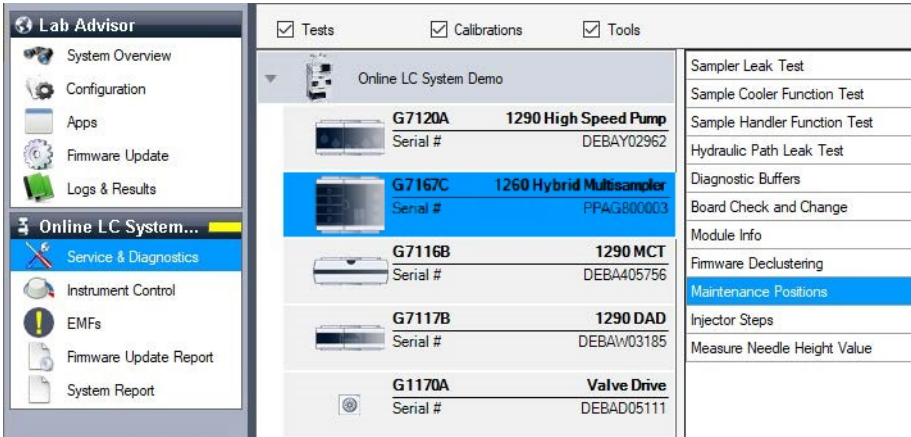 Lab Advisor
System Overview
Configuration
Apps
Firmware Update
Logs & Results
Online LC System...
Service & Diagnostics
Instrument Control
EMFs
Firmware Update Report
System Report
Tests
Calibrations
Tools
Online LC System Demo
G7120A 1290 High Speed Pump
Serial # DEBAY02962
G7167C 1260 Hybrid Multisampler
Serial # PPAG800003
G7116B 1290 MCT
Serial # DEBA405756
G7117B 1290 DAD
Serial # DEBAW03185
G1170A Valve Drive
Serial # DEBAD05111
Sampler Leak Test
Sample Cooler Function Test
Sample Handler Function Test
Hydraulic Path Leak Test
Diagnostic Buffers
Board Check and Change
Module Info
Firmware Declustering
Maintenance Positions
Injector Steps
Measure Needle Height Value